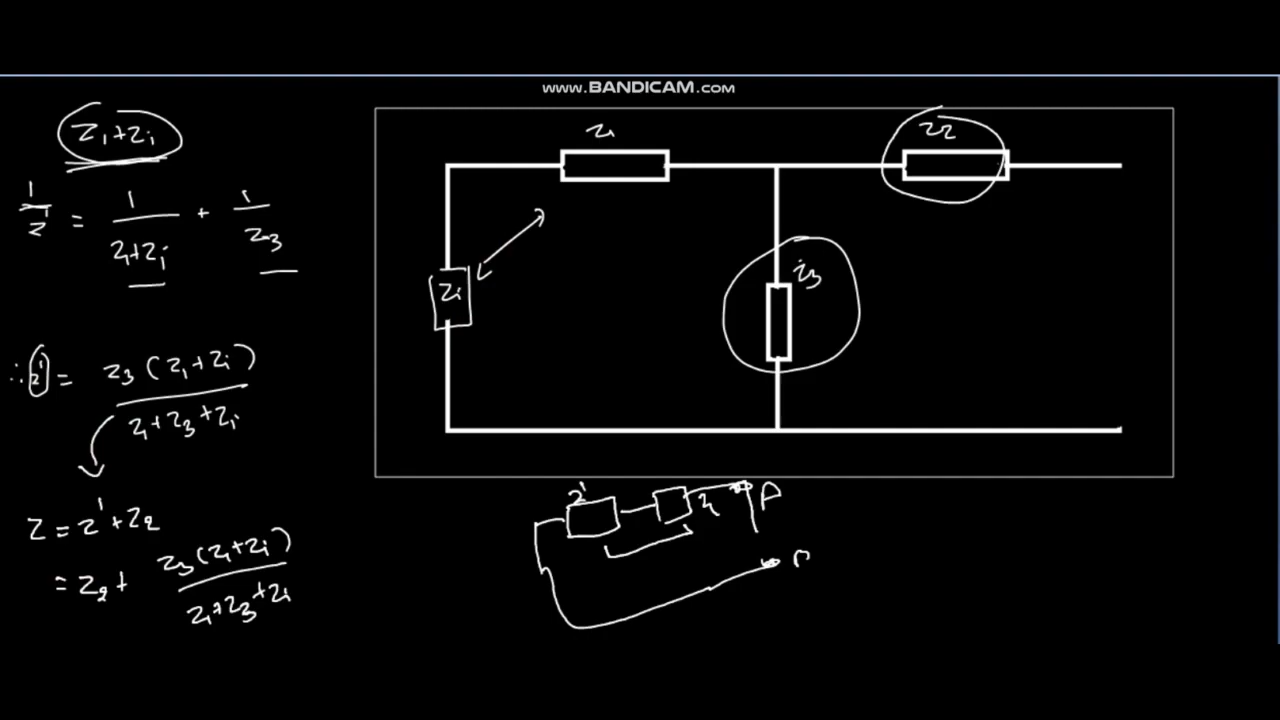 www.BANDICAM.com
Z₁+Zᵢ
1/Z' = 1/(Z₁+Zᵢ) + 1/Z₃
∴ Z' = Z₃(Z₁+Zᵢ)/(Z₁+Z₃+Zᵢ)
Z = Z'+Z₂
= Z₂ + Z₃(Z₁+Zᵢ)/(Z₁+Z₃+Zᵢ)
Z₁
Z₂
Zᵢ
Z₃
Z'